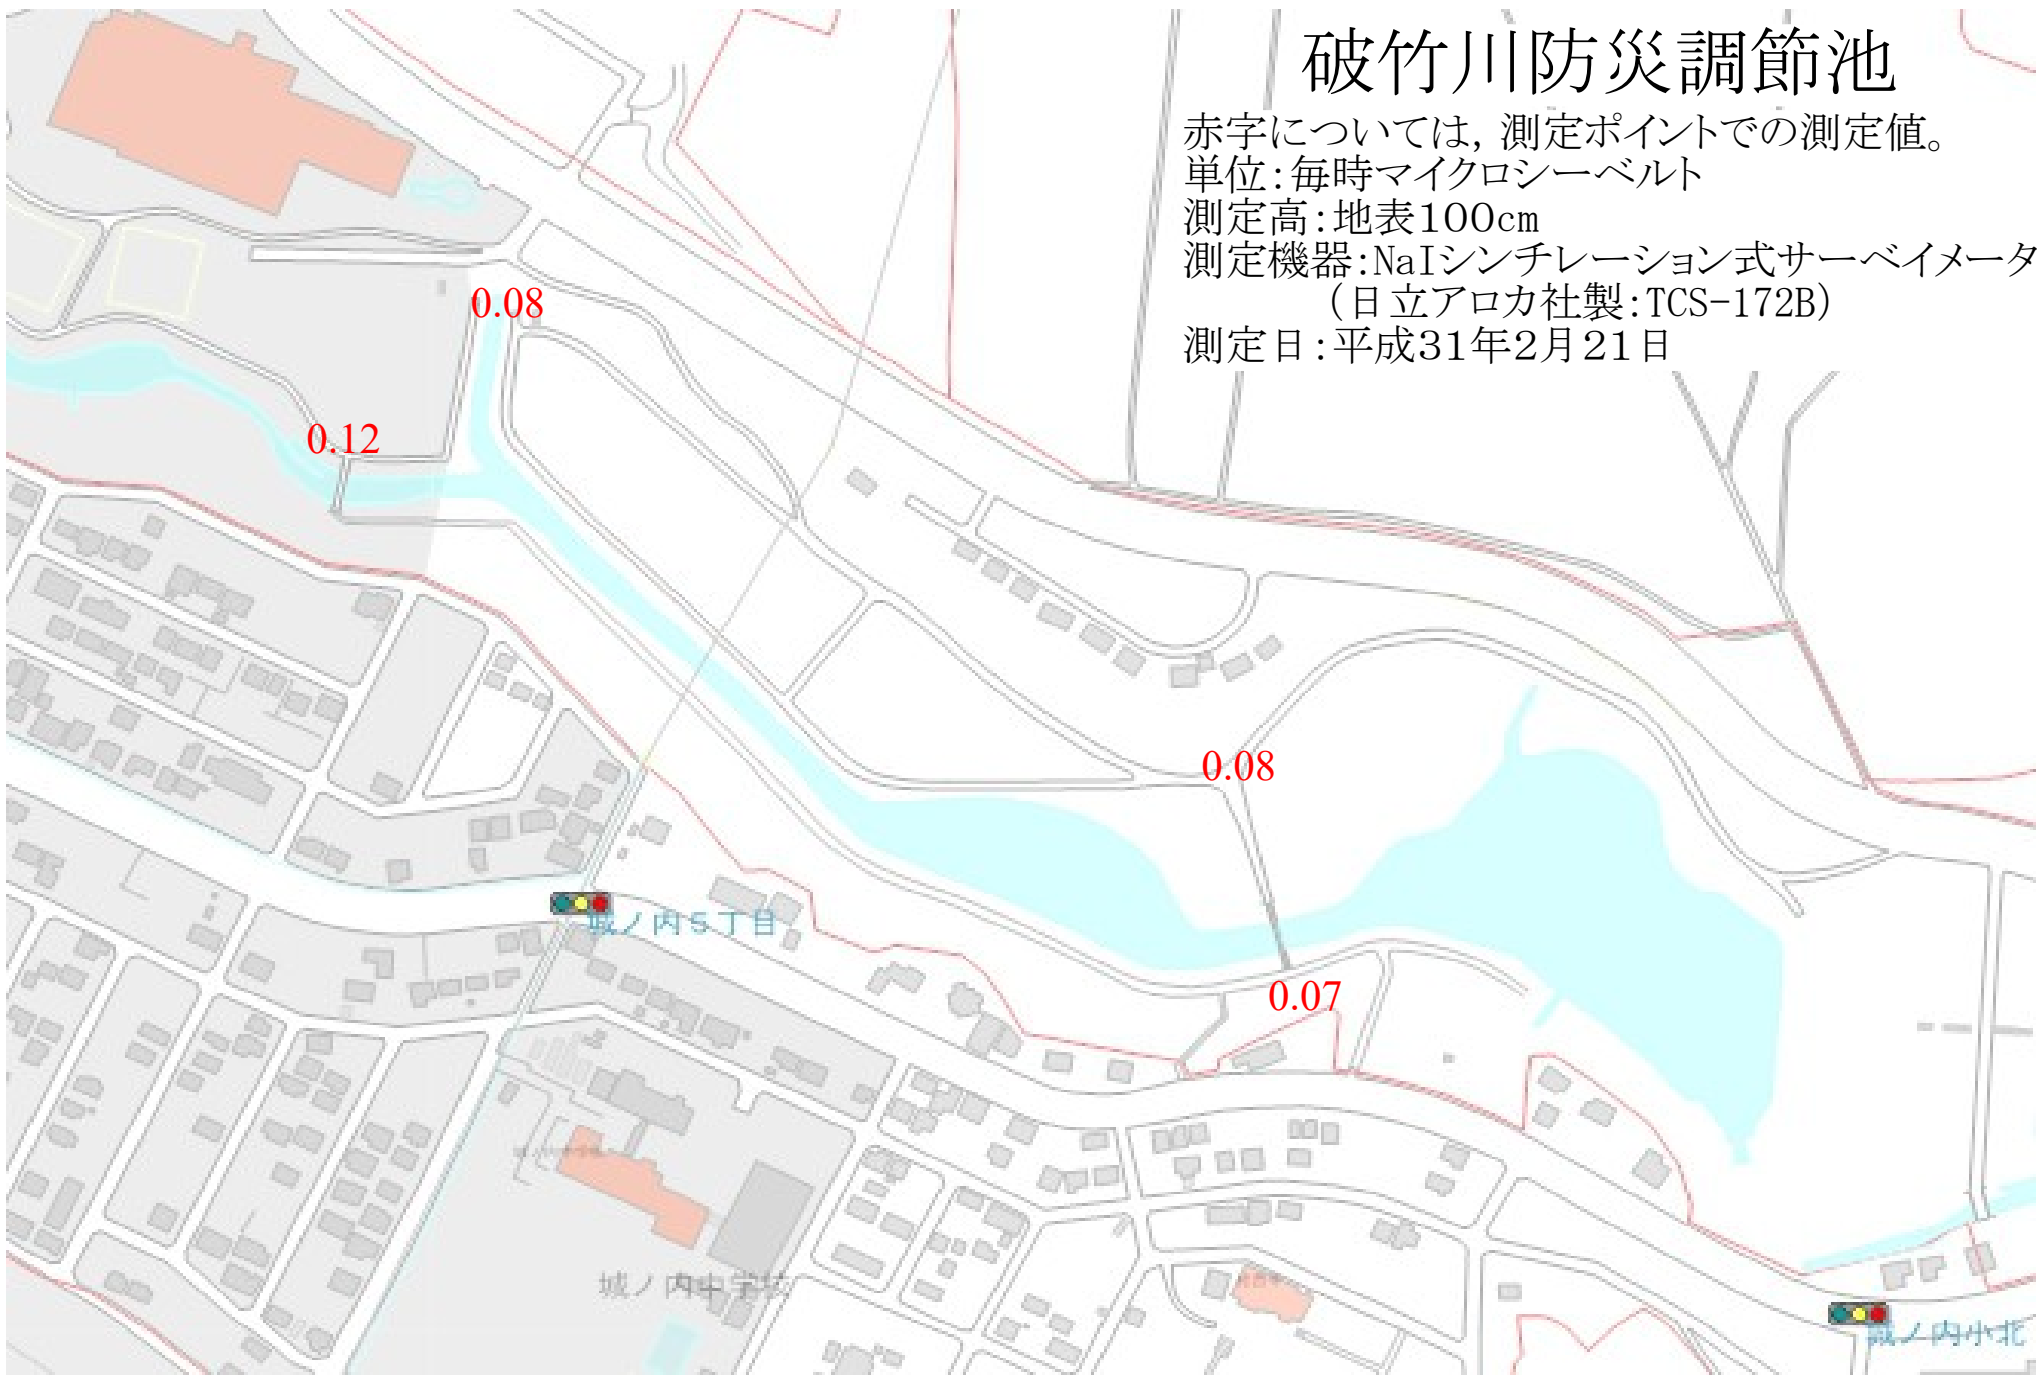 破竹川防災調節池
赤字については，測定ポイントでの測定値。
単位：毎時マイクロシーベルト
測定高：地表１００cm
測定機器：NaIシンチレーション式サーベイメータ
（日立アロカ社製：TCS-172B）
測定日：平成３１年２月２１日
0.08
0.12
0.08
城ノ内５丁目
0.07
城ノ内中学校
城ノ内小北